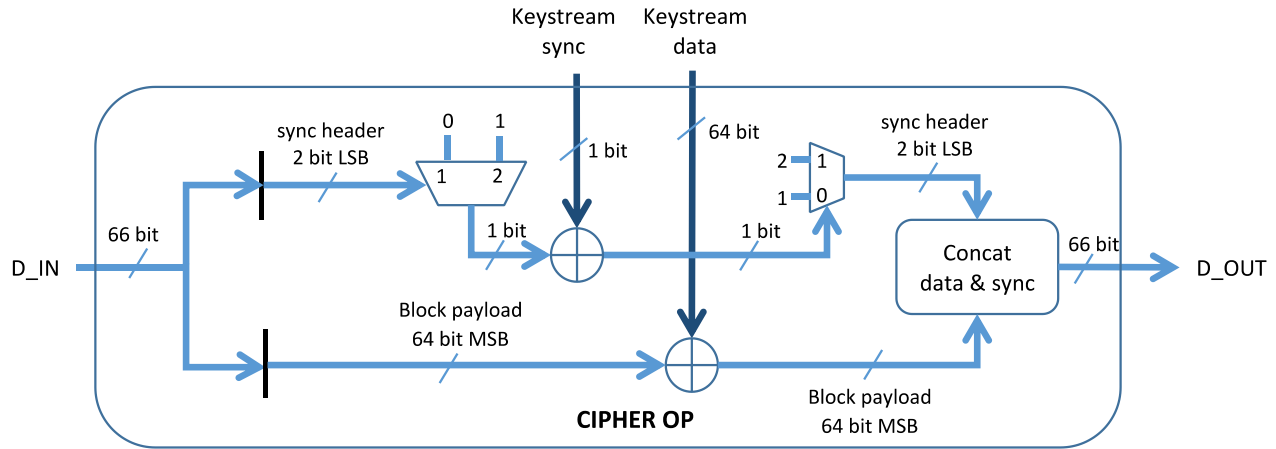 Keystream
sync
Keystream
data
0
1
sync header
2 bit LSB
1
2
1 bit
64 bit
2
1
1
0
sync header
2 bit LSB
66 bit
D_IN
1 bit
1 bit
Concat
data & sync
66 bit
D_OUT
Block payload
64 bit MSB
Block payload
64 bit MSB
CIPHER OP